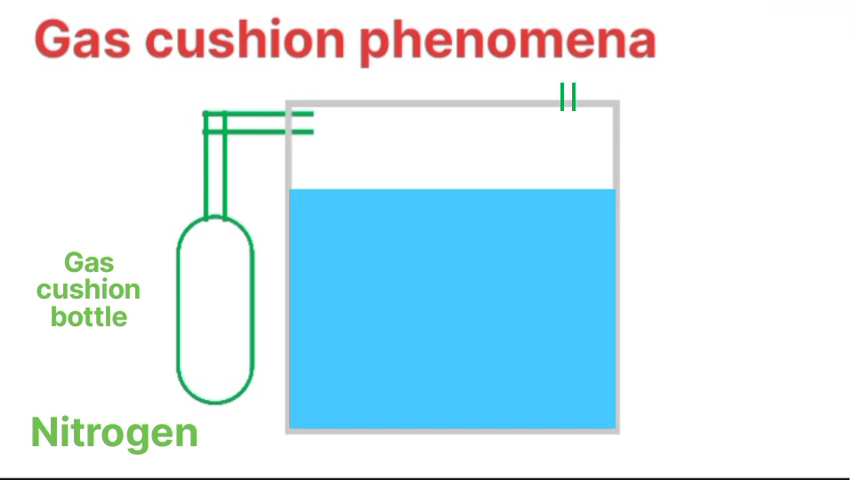 Gas cushion phenomena
Gas
cushion
bottle
Nitrogen